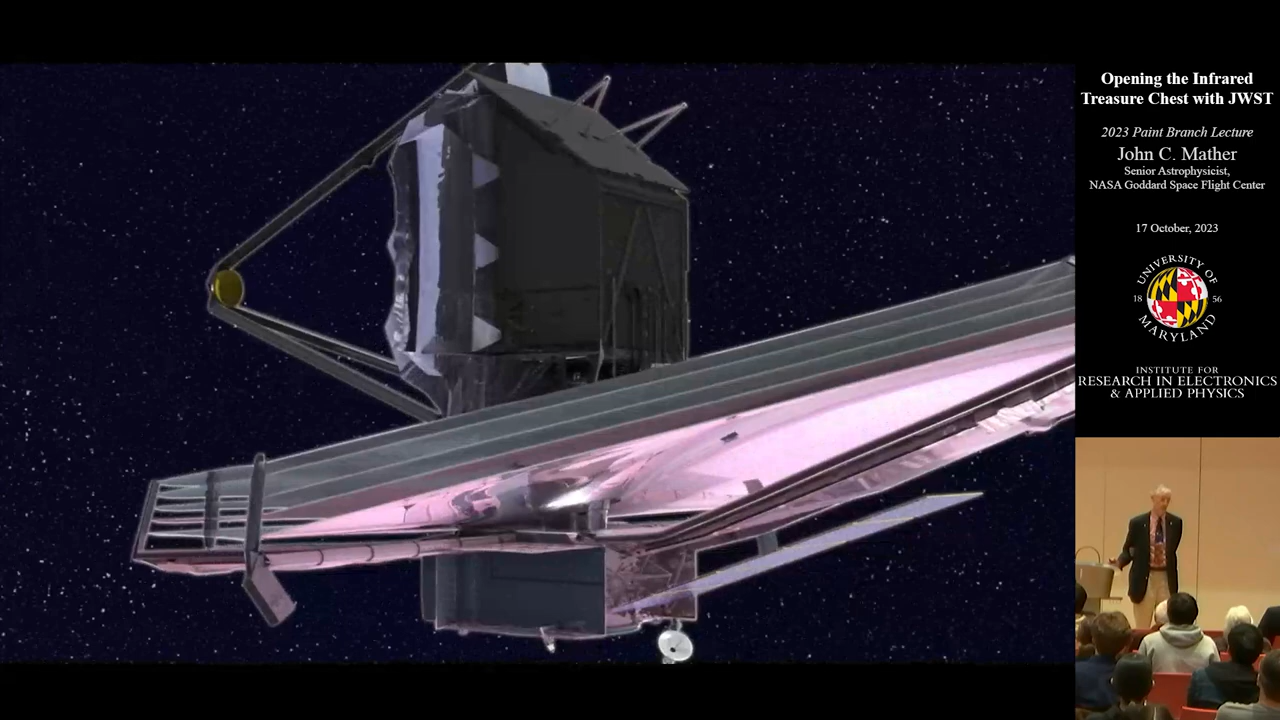 Opening the Infrared
Treasure Chest with JWST
2023 Paint Branch Lecture
John C. Mather
Senior Astrophysicist,
NASA Goddard Space Flight Center
17 October, 2023
UNIVERSITY OF
18 56
MARYLAND
INSTITUTE FOR
RESEARCH IN ELECTRONICS
& APPLIED PHYSICS